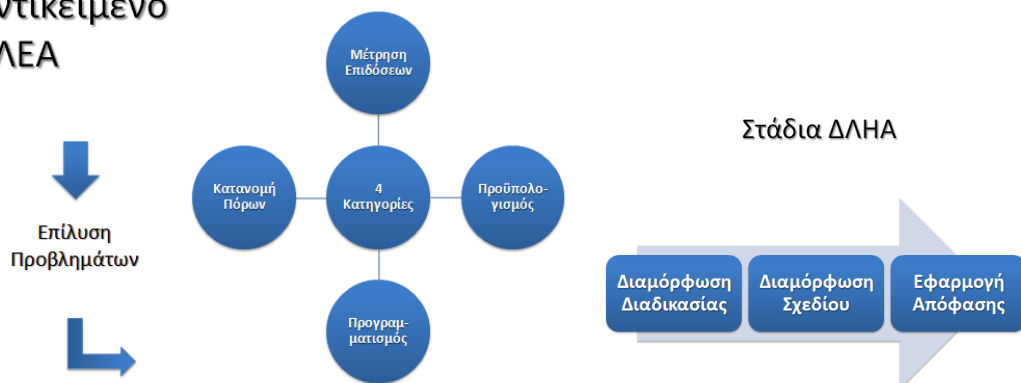 ντικείμενο
ΛΕΑ
Επίλυση
Προβλημάτων
Μέτρηση
Επιδόσεων
Κατανομή
Πόρων
4
Κατηγορίες
Προϋπολο-
γισμός
Προγραμ-
ματισμός
Στάδια ΔΛΗΑ
Διαμόρφωση
Διαδικασίας
Διαμόρφωση
Σχεδίου
Εφαρμογή
Απόφασης